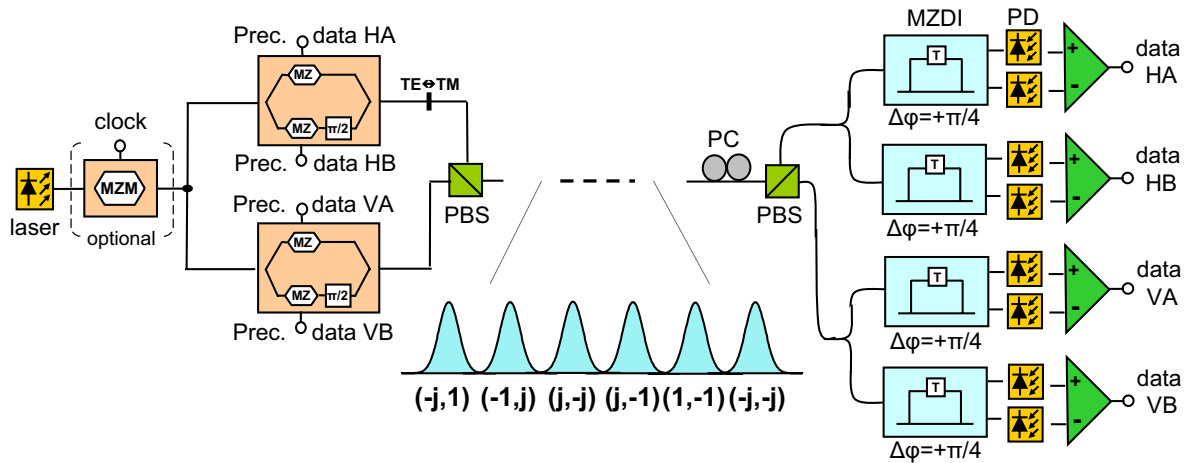 laser
clock
MZM
optional
Prec. data HA
MZ
MZ π/2
Prec. data HB
Prec. data VA
MZ
MZ π/2
Prec. data VB
TE⇔TM
PBS
(-j,1) (-1,j) (j,-j) (j,-1) (1,-1) (-j,-j)
PC
PBS
MZDI PD
T
Δφ=+π/4
+
-
data
HA
T
Δφ=+π/4
+
-
data
HB
T
Δφ=+π/4
+
-
data
VA
T
Δφ=+π/4
+
-
data
VB